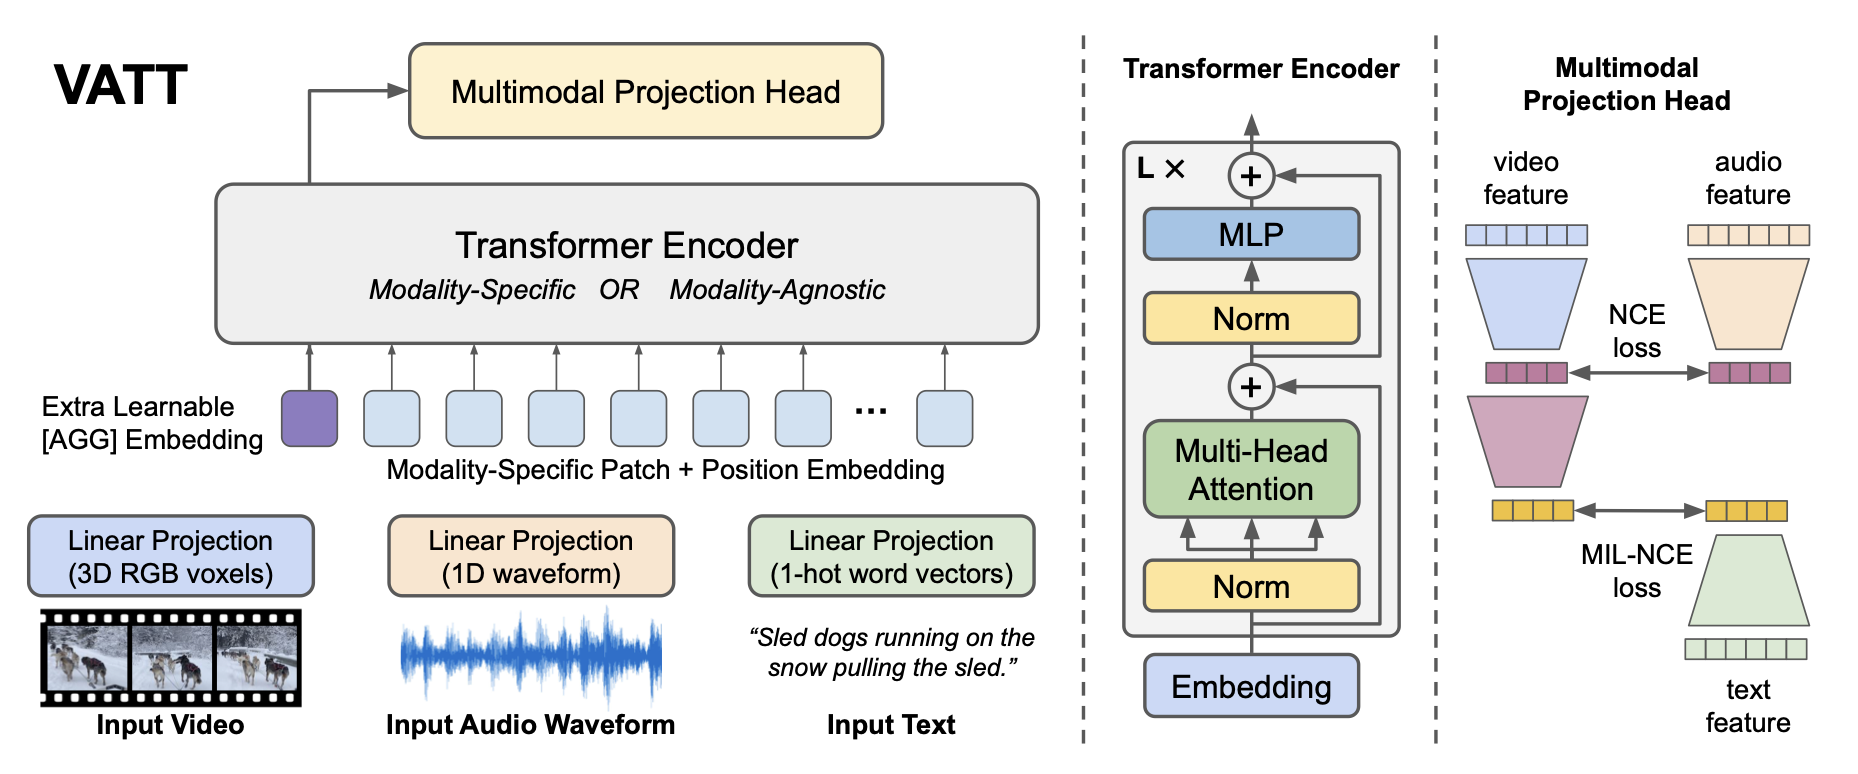 VATT
Multimodal Projection Head
Transformer Encoder
Modality-Specific OR Modality-Agnostic
Extra Learnable
[AGG] Embedding
...
Modality-Specific Patch + Position Embedding
Linear Projection
(3D RGB voxels)
Linear Projection
(1D waveform)
Linear Projection
(1-hot word vectors)
“Sled dogs running on the
snow pulling the sled.”
Input Video
Input Audio Waveform
Input Text
Transformer Encoder
L ×
+
MLP
Norm
+
Multi-Head
Attention
Norm
Embedding
Multimodal
Projection Head
video
feature
audio
feature
NCE
loss
MIL-NCE
loss
text
feature